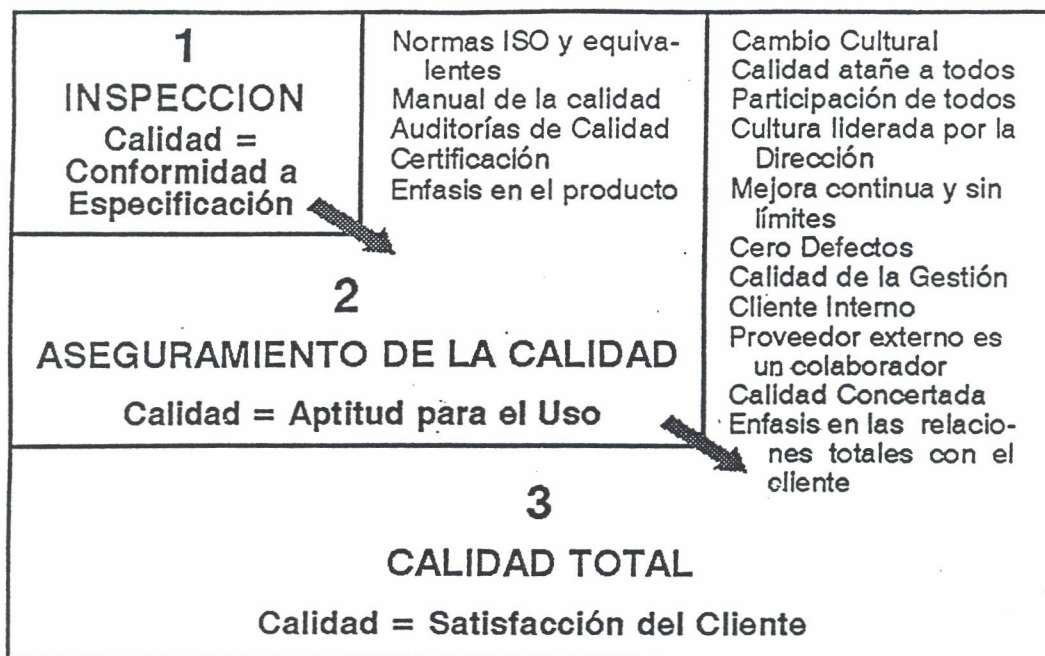 1
INSPECCION
Calidad =
Conformidad a
Especificación
Normas ISO y equiva-
lentes
Manual de la calidad
Auditorías de Calidad
Certificación
Enfasis en el producto
2
ASEGURAMIENTO DE LA CALIDAD
Calidad = Aptitud para el Uso
Cambio Cultural
Calidad atañe a todos
Participación de todos
Cultura liderada por la
Dirección
Mejora continua y sin
límites
Cero Defectos
Calidad de la Gestión
Cliente Interno
Proveedor externo es
un colaborador
Calidad Concertada
Enfasis en las relacio-
nes totales con el
cliente
3
CALIDAD TOTAL
Calidad = Satisfacción del Cliente